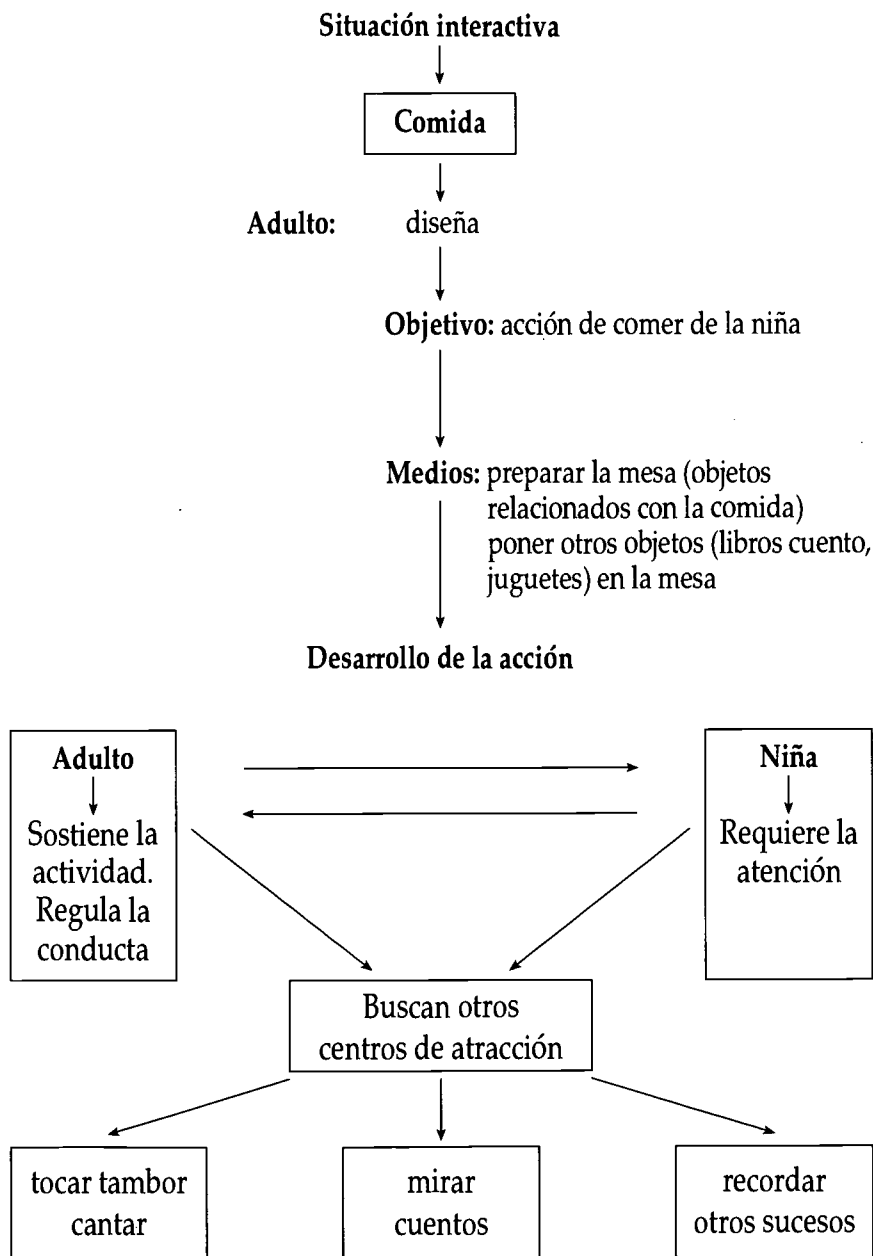 Situación interactiva
Comida
Adulto: diseña
Objetivo: acción de comer de la niña
Medios: preparar la mesa (objetos
relacionados con la comida)
poner otros objetos (libros cuento,
juguetes) en la mesa
Desarrollo de la acción
Adulto
Sostiene la
actividad.
Regula la
conducta
Niña
Requiere la
atención
Buscan otros
centros de atracción
tocar tambor
cantar
mirar
cuentos
recordar
otros sucesos